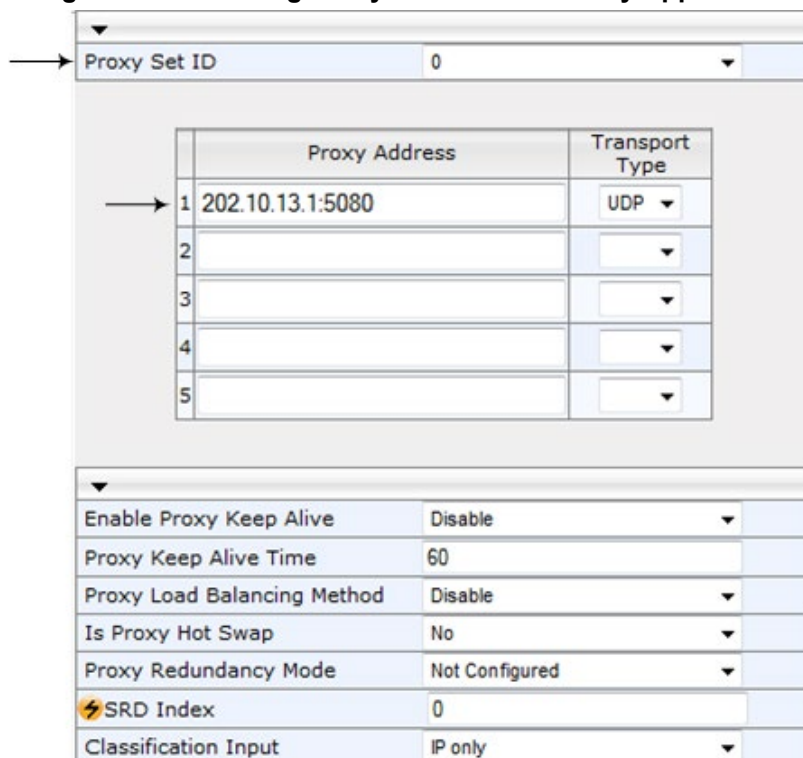 Proxy Set ID 0
Proxy Address Transport Type
1 202.10.13.1:5080 UDP
2
3
4
5
Enable Proxy Keep Alive Disable
Proxy Keep Alive Time 60
Proxy Load Balancing Method Disable
Is Proxy Hot Swap No
Proxy Redundancy Mode Not Configured
SRD Index 0
Classification Input IP only